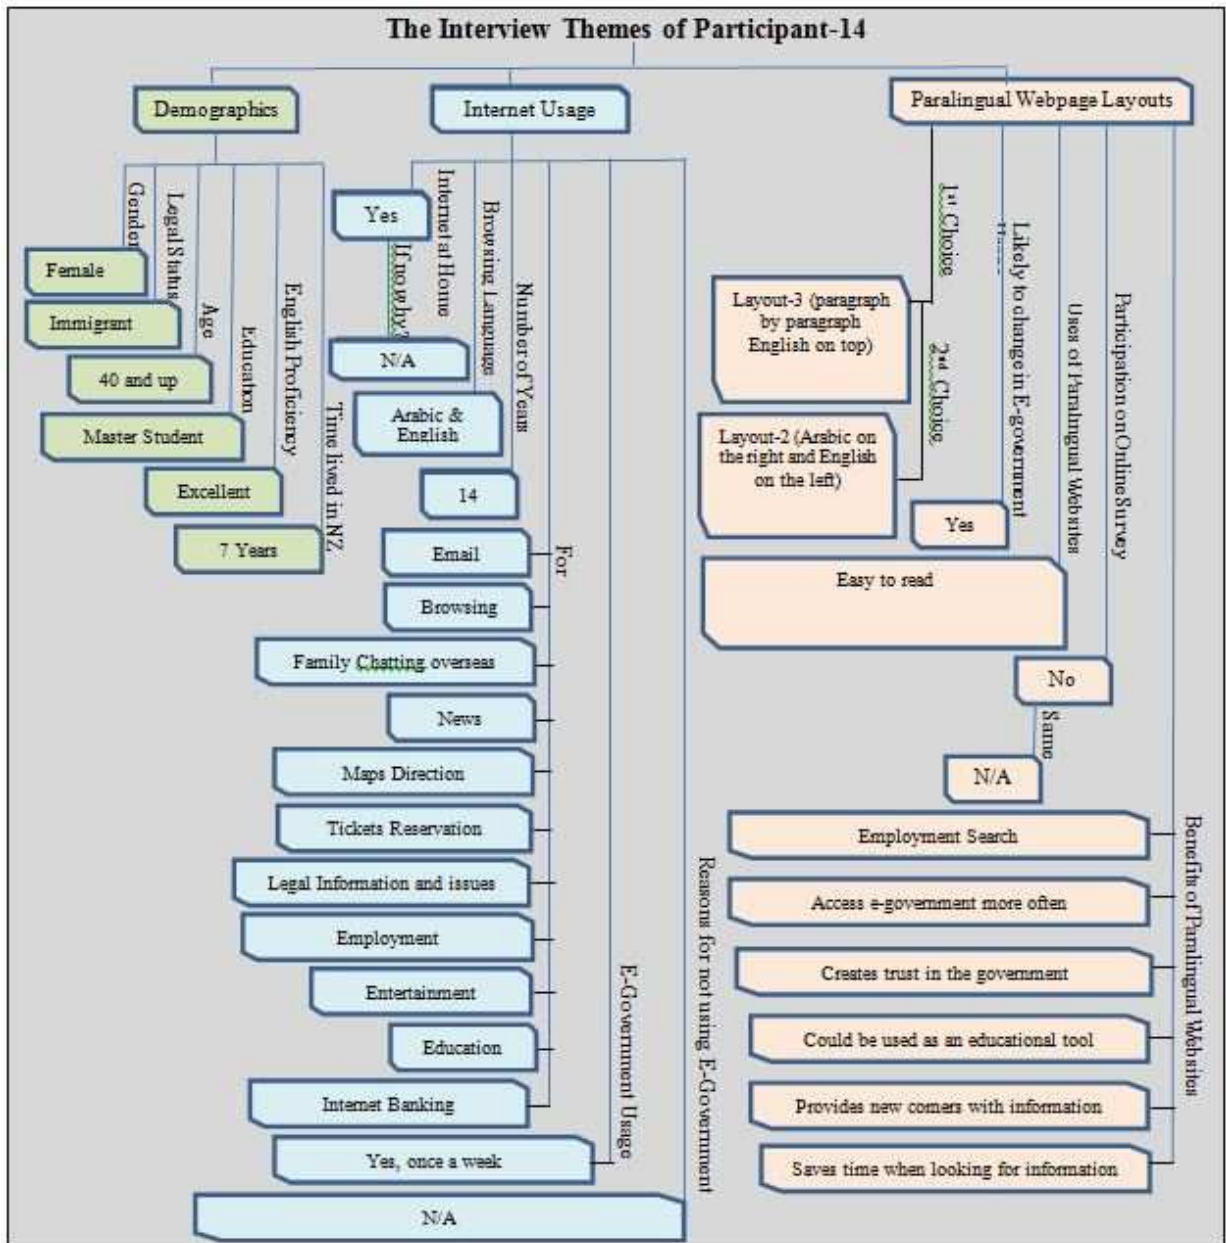 The Interview Themes of Participant-14
Demographics
Gender
Female
Legal Status
Immigrant
Age
40 and up
Education
Master Student
English Proficiency
Excellent
Time lived in NZ
7 Years
Internet Usage
Internet at Home
Yes
If no why?
N/A
Browsing Language
Arabic &
English
Number of Years
14
For
Email
Browsing
Family Chatting overseas
News
Maps Direction
Tickets Reservation
Legal Information and issues
Employment
Entertainment
Education
Internet Banking
E-Government Usage
Yes, once a week
Reasons for not using E-Government
N/A
Paralingual Webpage Layouts
1st Choice
Layout-3 (paragraph
by paragraph
English on top)
2nd Choice
Layout-2 (Arabic on
the right and English
on the left)
Likely to change in E-government
Yes
Uses of Paralingual Websites
Easy to read
Participation on Online Survey
No
Same
N/A
Benefits of Paralingual Websites
Employment Search
Access e-government more often
Creates trust in the government
Could be used as an educational tool
Provides new comers with information
Saves time when looking for information